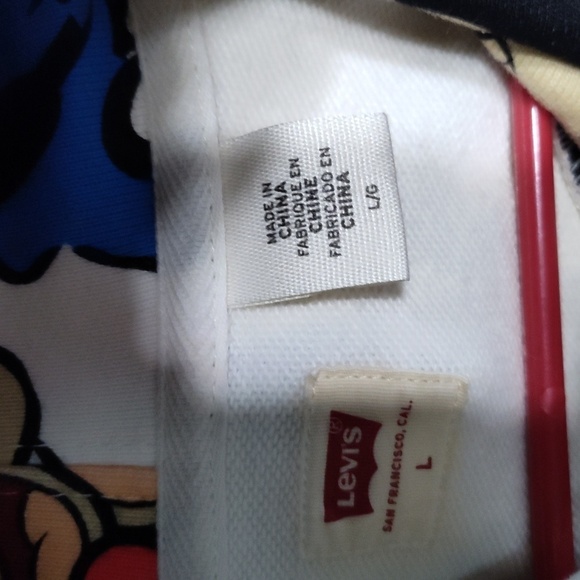 MADE IN
CHINA
FABRIQUE EN
CHINE
FABRICADO EN
CHINA
L/G
Levi's
SAN FRANCISCO, CAL.
L